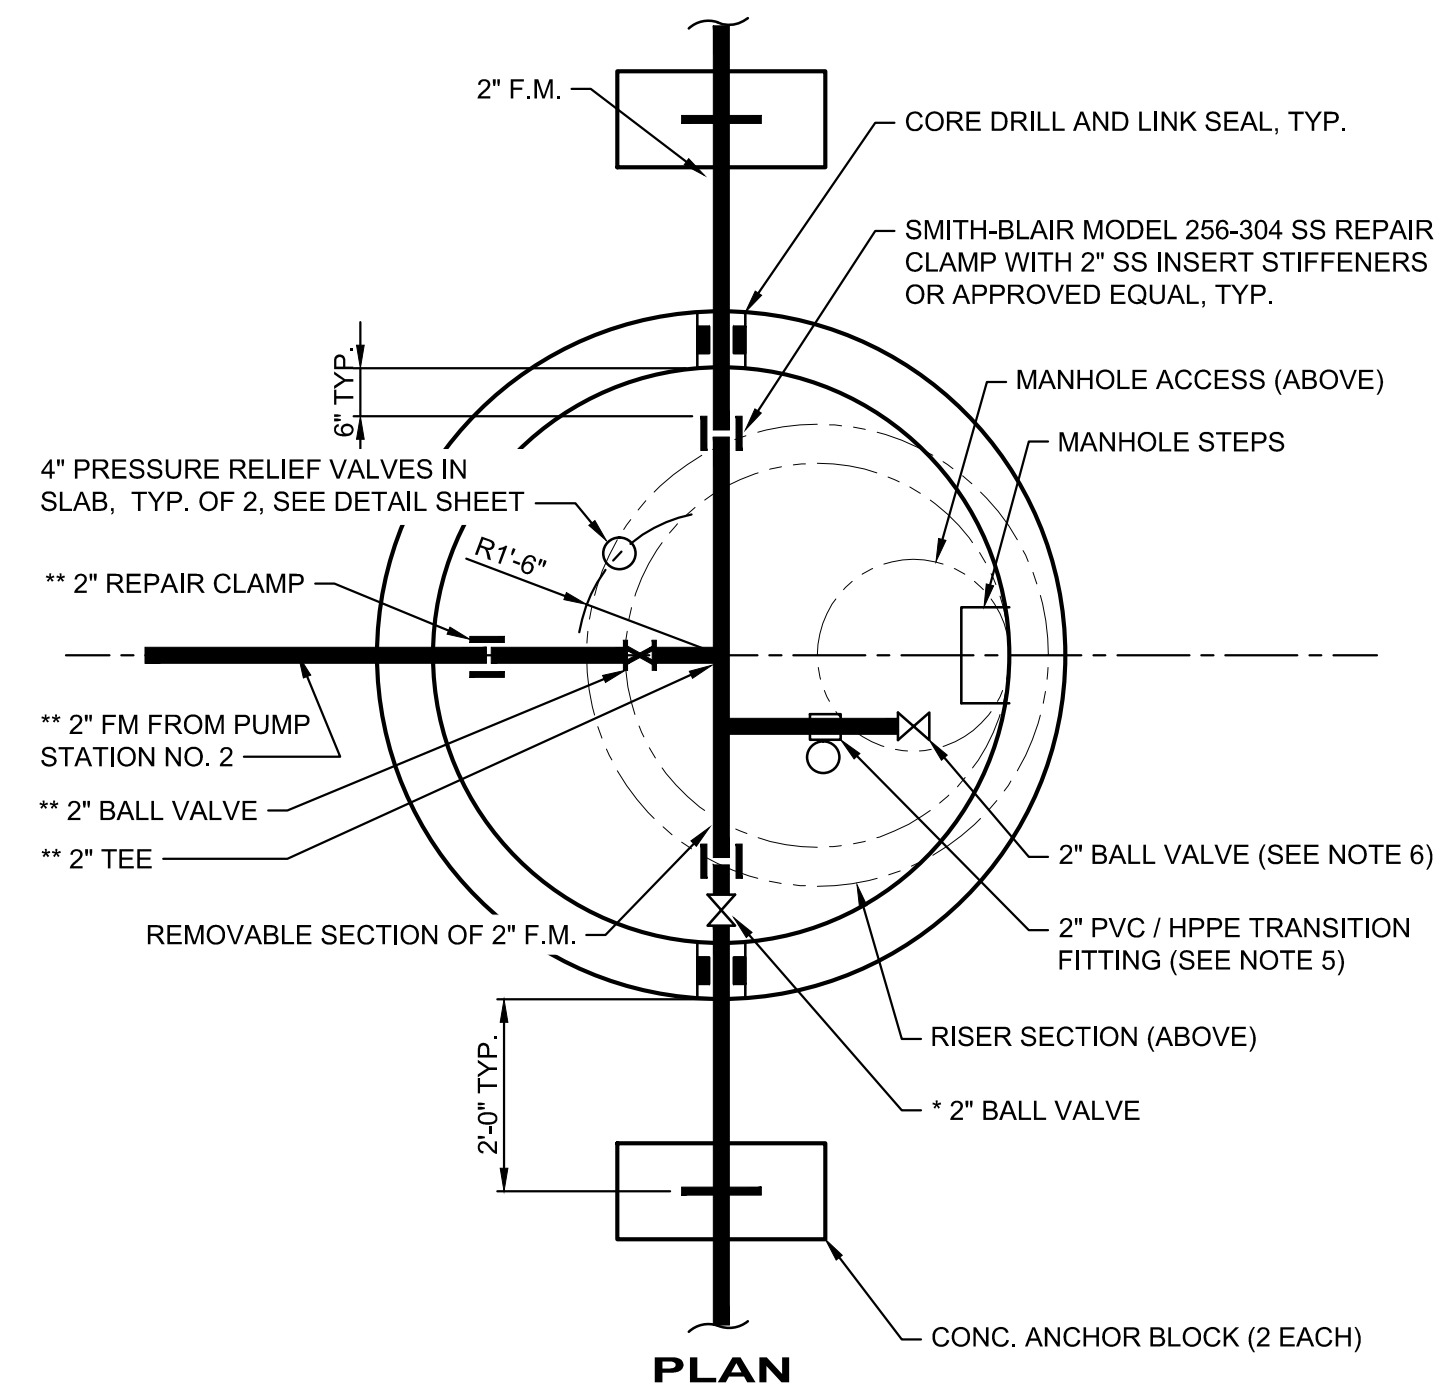 2" F.M.
CORE DRILL AND LINK SEAL, TYP.
SMITH-BLAIR MODEL 256-304 SS REPAIR
CLAMP WITH 2" SS INSERT STIFFENERS
OR APPROVED EQUAL, TYP.
6" TYP.
MANHOLE ACCESS (ABOVE)
MANHOLE STEPS
4" PRESSURE RELIEF VALVES IN
SLAB, TYP. OF 2, SEE DETAIL SHEET
R1'-6"
** 2" REPAIR CLAMP
** 2" FM FROM PUMP
STATION NO. 2
** 2" BALL VALVE
** 2" TEE
REMOVABLE SECTION OF 2" F.M.
2" BALL VALVE (SEE NOTE 6)
2" PVC / HPPE TRANSITION
FITTING (SEE NOTE 5)
RISER SECTION (ABOVE)
* 2" BALL VALVE
2'-0" TYP.
CONC. ANCHOR BLOCK (2 EACH)
PLAN